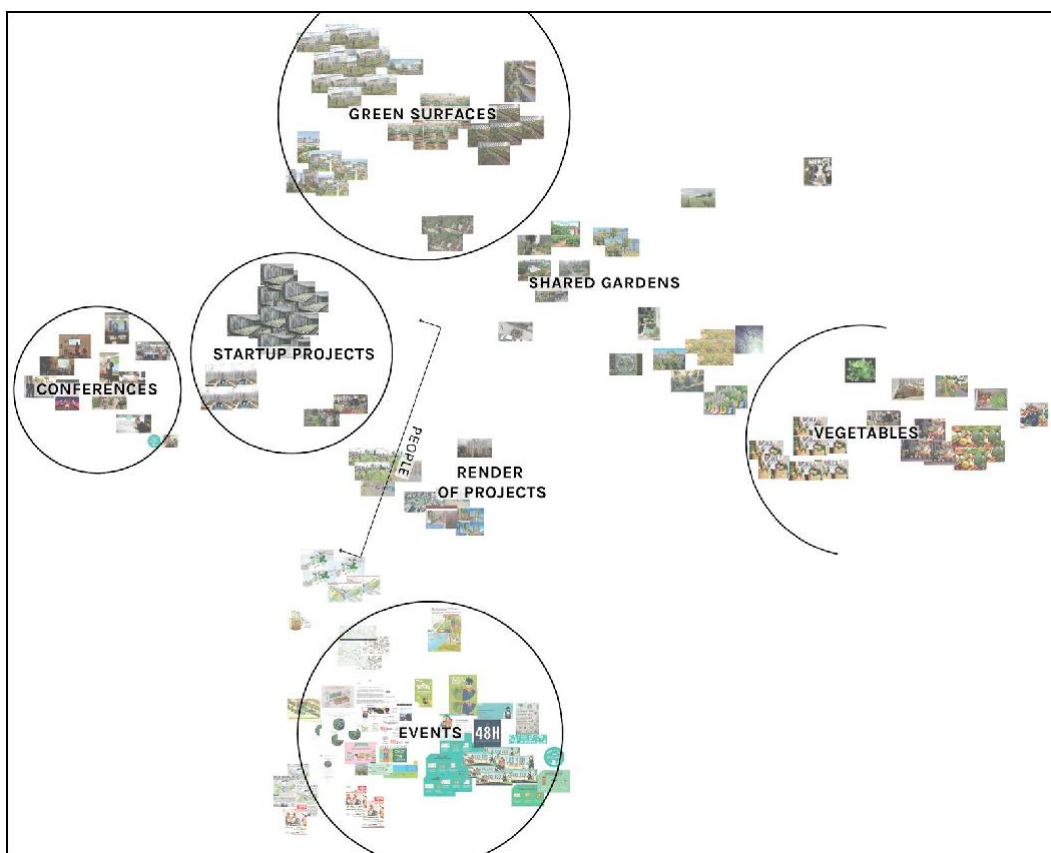 GREEN SURFACES
SHARED GARDENS
STARTUP PROJECTS
CONFERENCES
PEOPLE
VEGETABLES
RENDER
OF PROJECTS
EVENTS
48H